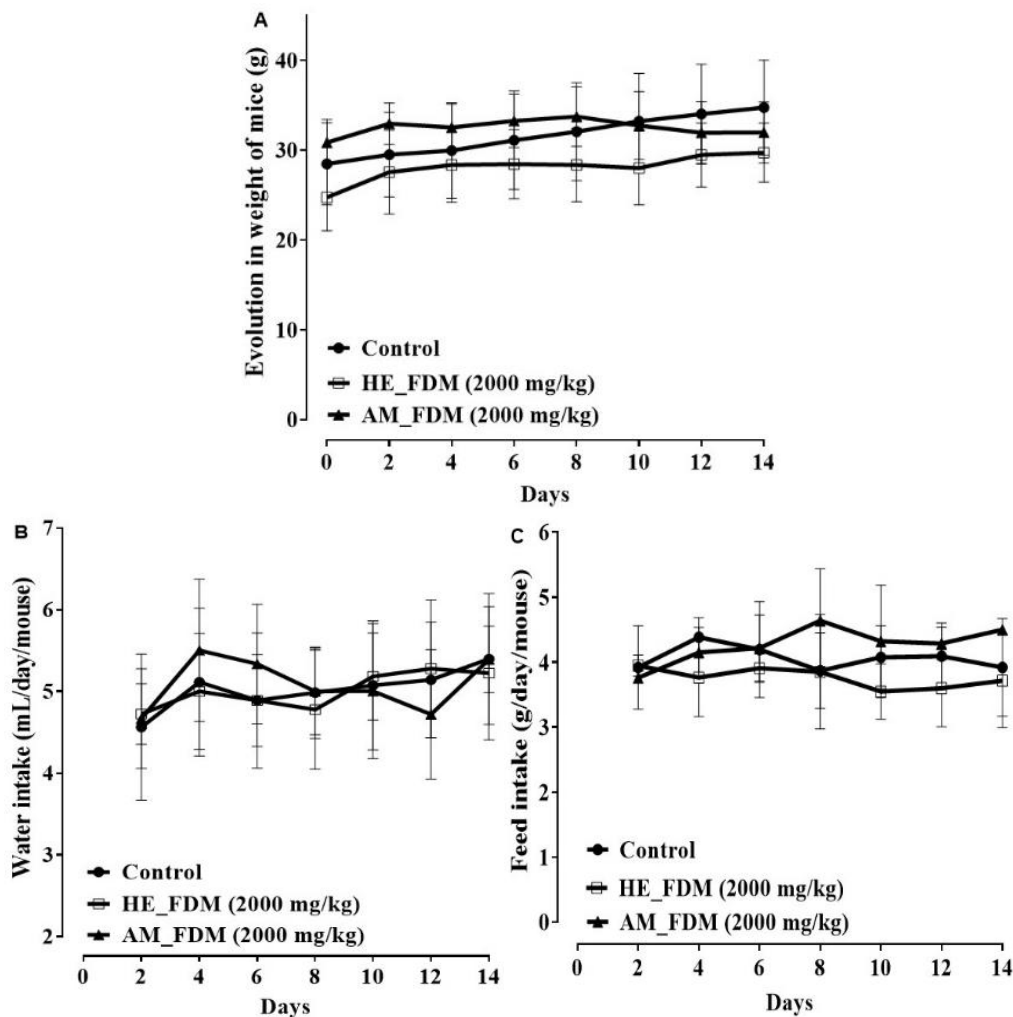 A
Evolution in weight of mice (g)
40
30
20
10
0
Control
HE_FDM (2000 mg/kg)
AM_FDM (2000 mg/kg)
0 2 4 6 8 10 12 14
Days
B
Water intake (mL/day/mouse)
7
6
5
4
3
2
Control
HE_FDM (2000 mg/kg)
AM_FDM (2000 mg/kg)
0 2 4 6 8 10 12 14
Days
C
Feed intake (g/day/mouse)
6
5
4
3
2
1
0
Control
HE_FDM (2000 mg/kg)
AM_FDM (2000 mg/kg)
0 2 4 6 8 10 12 14
Days